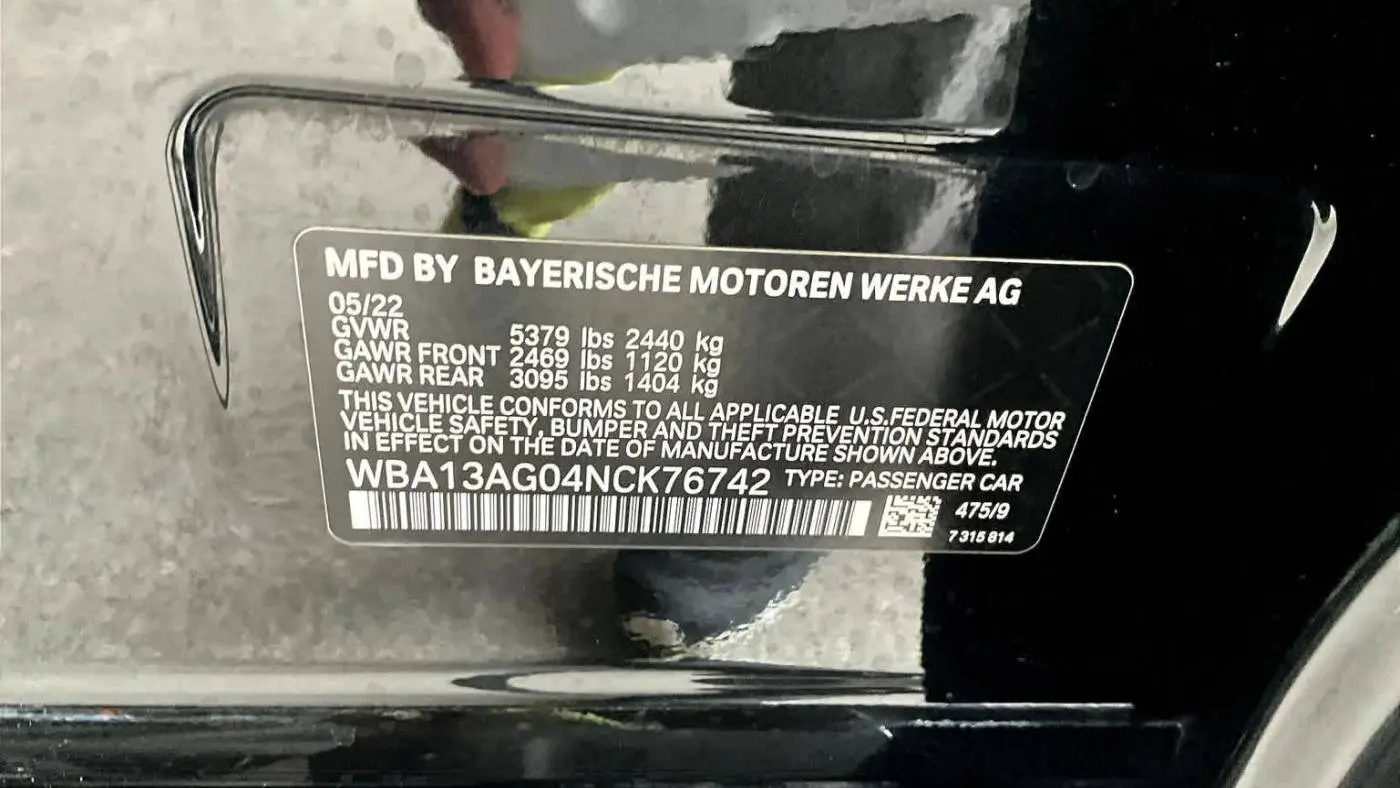 MFD BY BAYERISCHE MOTOREN WERKE AG
05/22
GVWR 5379 lbs 2440 kg
GAWR FRONT 2469 lbs 1120 kg
GAWR REAR 3095 lbs 1404 kg
THIS VEHICLE CONFORMS TO ALL APPLICABLE U.S.FEDERAL MOTOR
VEHICLE SAFETY, BUMPER AND THEFT PREVENTION STANDARDS
IN EFFECT ON THE DATE OF MANUFACTURE SHOWN ABOVE.
WBA13AG04NCK76742 TYPE: PASSENGER CAR
475/9
7 315 814